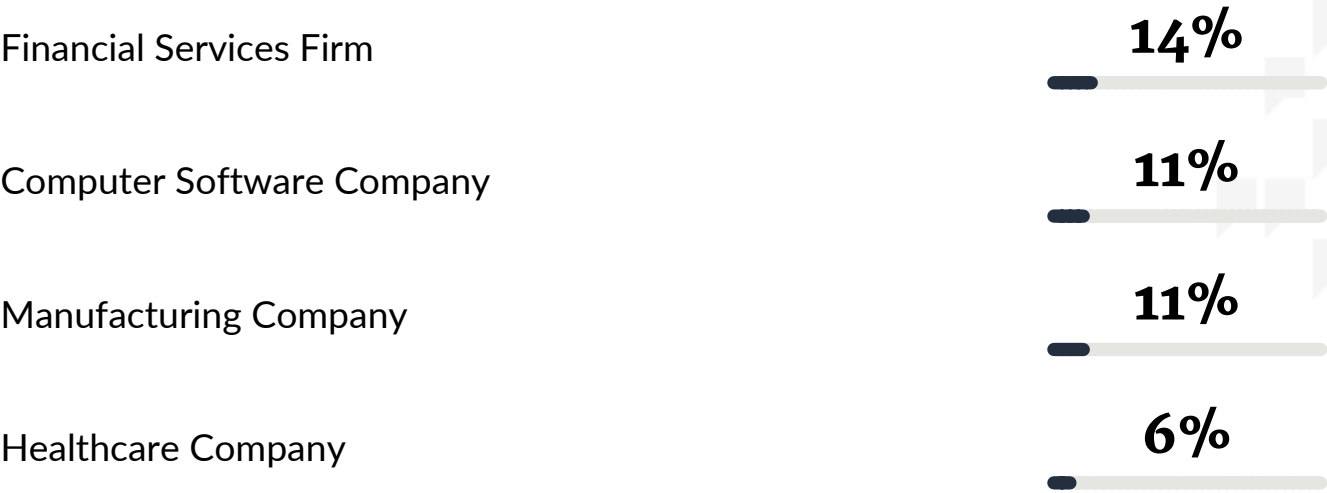 Financial Services Firm 14%
Computer Software Company 11%
Manufacturing Company 11%
Healthcare Company 6%